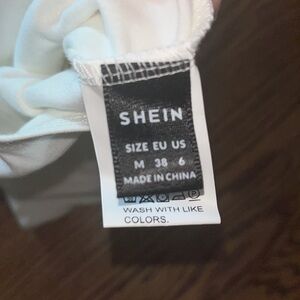 SHEIN
SIZE EU US
M 38 6
MADE IN CHINA
WASH WITH LIKE
COLORS.